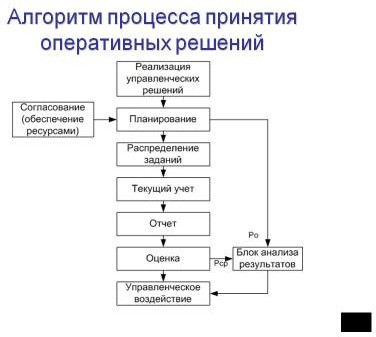 Алгоритм процесса принятия
оперативных решений
Реализация
управленческих
решений
Согласование
(обеспечение
ресурсами)
Планирование
Распределение
заданий
Текущий учет
Отчет
Ро
Оценка
Рср
Блок анализа
результатов
Управленческое
воздействие